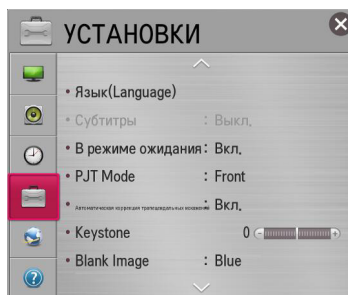 УСТАНОВКИ
• Язык(Language)
• Субтитры : Выкл.
• В режиме ожидания : Вкл.
• PJT Mode : Front
• Автоматическая коррекция трапецеидальных искажений : Вкл.
• Keystone 0
• Blank Image : Blue